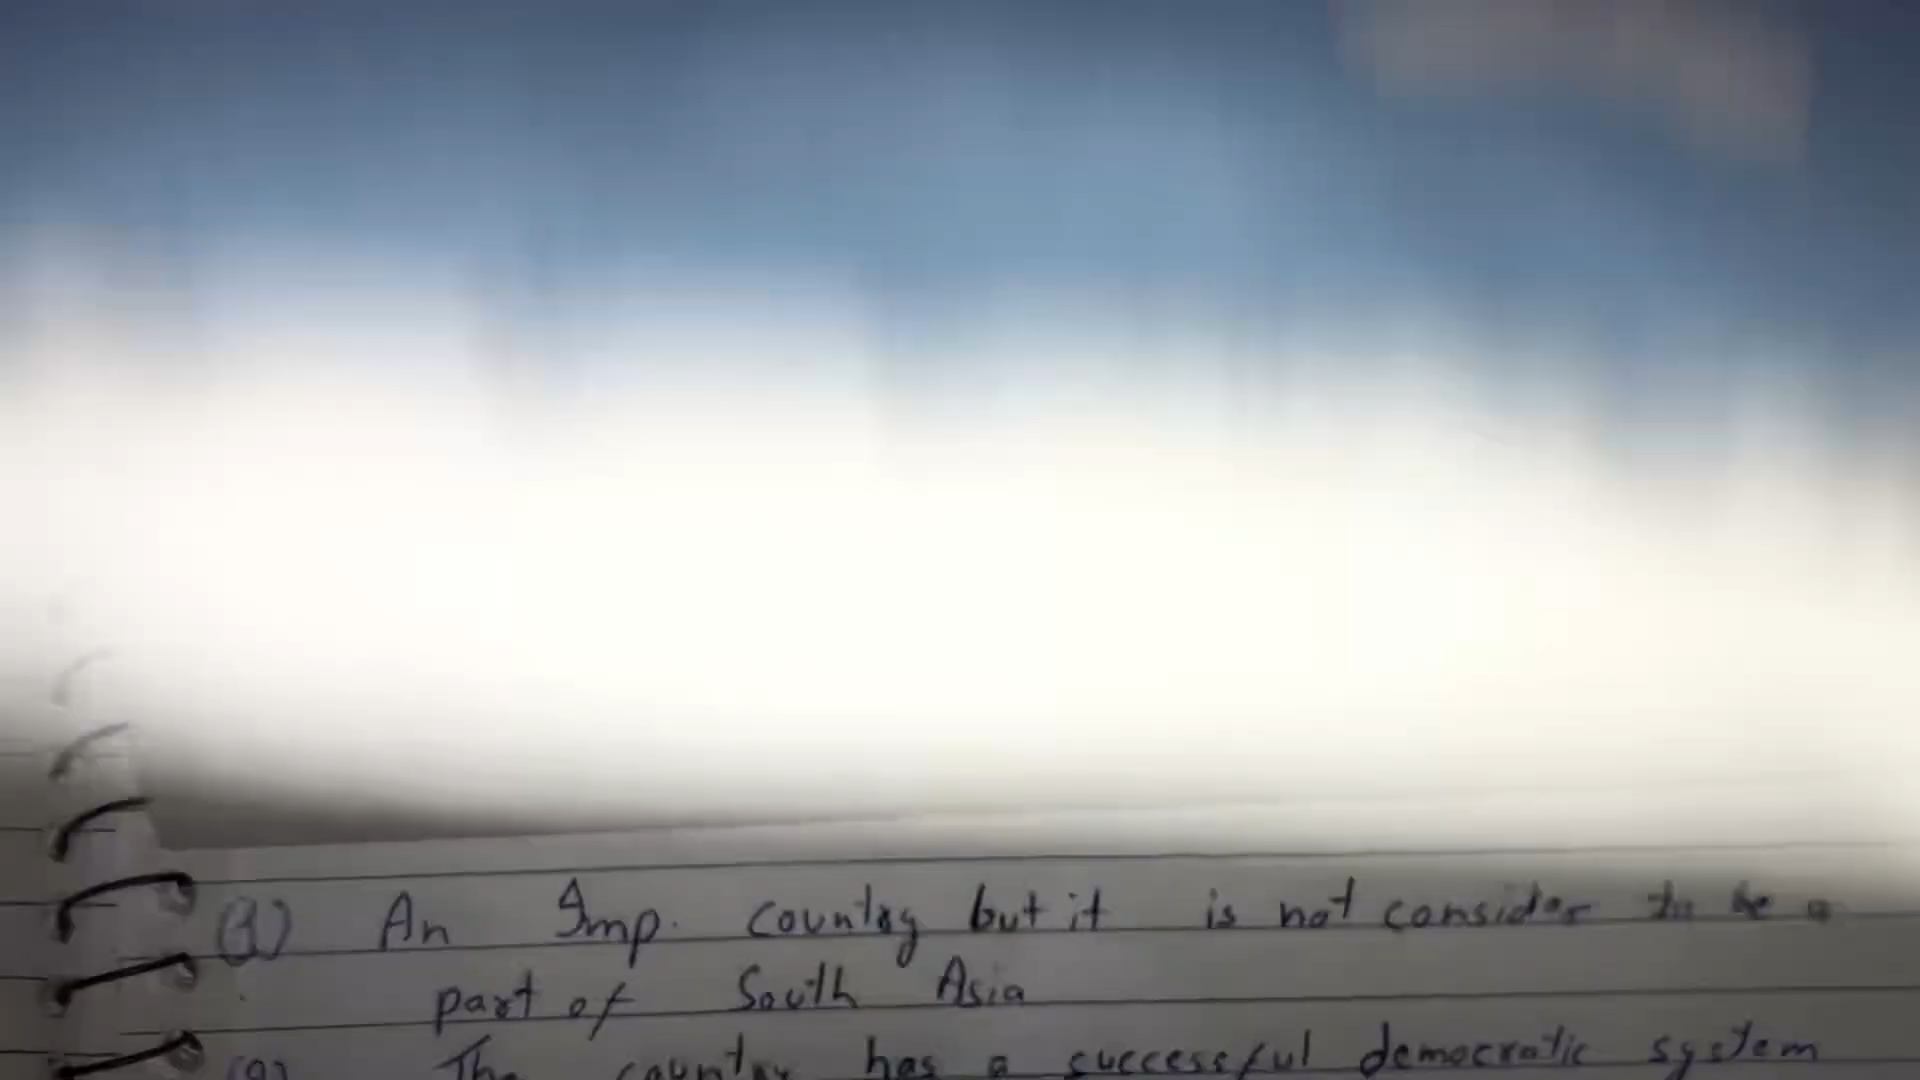 (1) An Imp. country but it is not consider to be a
part of South Asia
The country has a successful democratic system